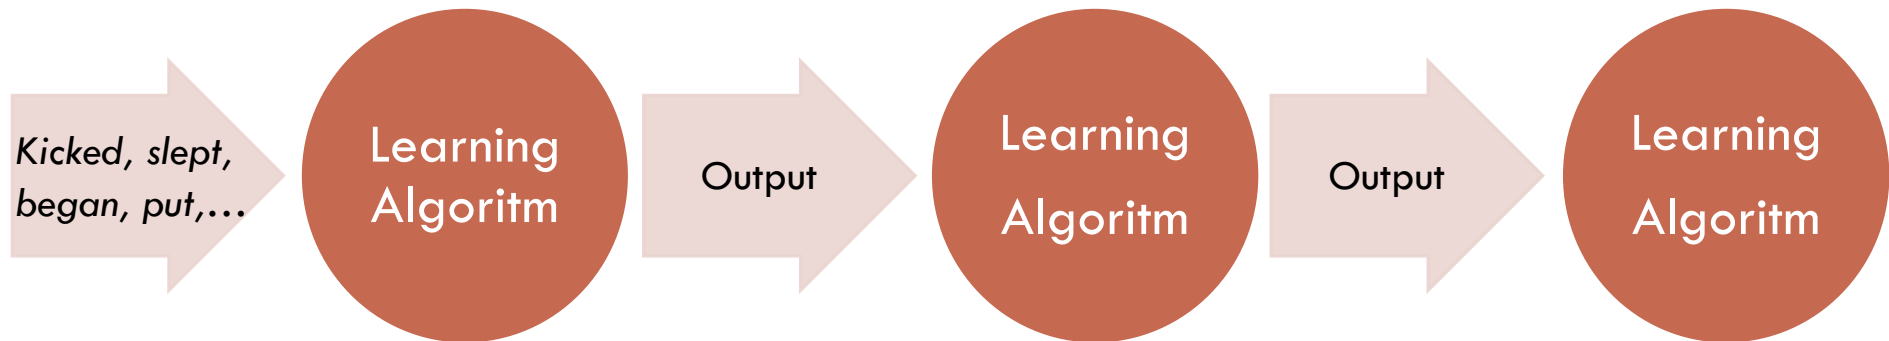 Kicked, slept,
began, put,…
Learning
Algoritm
Output
Learning
Algoritm
Output
Learning
Algoritm